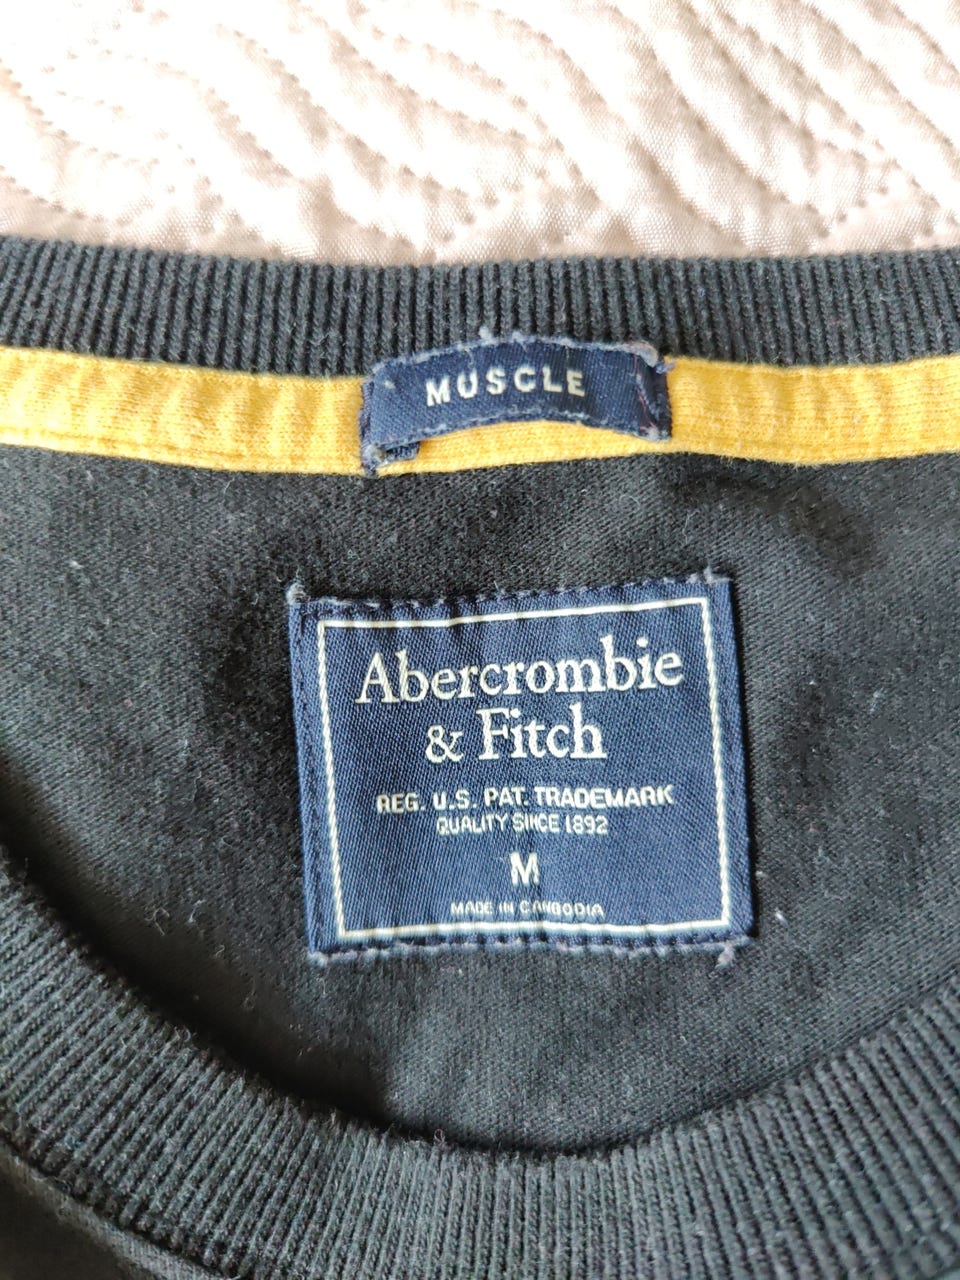 MUSCLE
Abercrombie
& Fitch
REG. U.S. PAT. TRADEMARK
QUALITY SINCE 1892
M
MADE IN CAMBODIA